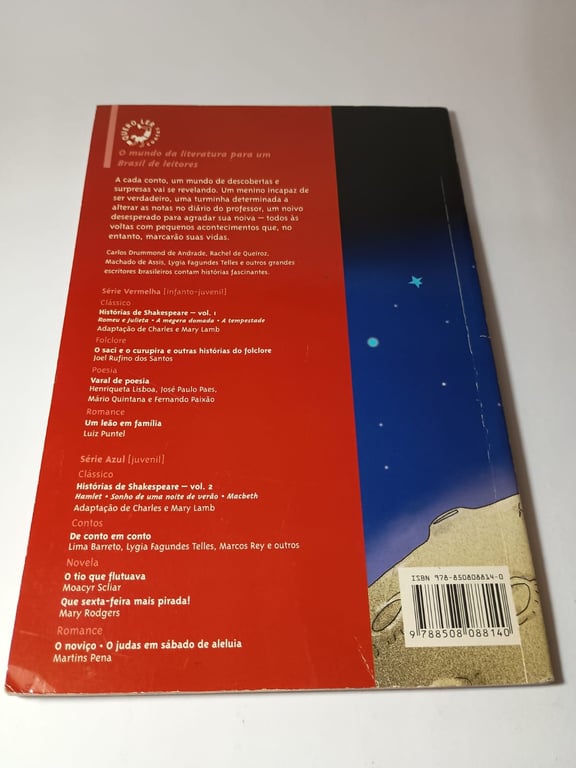 QUERO LER
O mundo da literatura para um
Brasil de leitores
A cada conto, um mundo de descobertas e
surpresas vai se revelando. Um menino incapaz de
ser verdadeiro, uma turminha determinada a
alterar as notas no diário do professor, um noivo
desesperado para agradar sua noiva — todos às
voltas com pequenos acontecimentos que, no
entanto, marcarão suas vidas.
Carlos Drummond de Andrade, Rachel de Queiroz,
Machado de Assis, Lygia Fagundes Telles e outros grandes
escritores brasileiros contam histórias fascinantes.
Série Vermelha [infanto-juvenil]
Clássico
Histórias de Shakespeare — vol. 1
Romeu e Julieta • A megera domada • A tempestade
Adaptação de Charles e Mary Lamb
Folclore
O saci e o curupira e outras histórias do folclore
Joel Rufino dos Santos
Poesia
Varal de poesia
Henriqueta Lisboa, José Paulo Paes,
Mário Quintana e Fernando Paixão
Romance
Um leão em família
Luiz Puntel
Série Azul [juvenil]
Clássico
Histórias de Shakespeare — vol. 2
Hamlet • Sonho de uma noite de verão • Macbeth
Adaptação de Charles e Mary Lamb
Contos
De conto em conto
Lima Barreto, Lygia Fagundes Telles, Marcos Rey e outros
Novela
O tio que flutuava
Moacyr Scliar
Que sexta-feira mais pirada!
Mary Rodgers
Romance
O noviço • O judas em sábado de aleluia
Martins Pena
ISBN 978-850808814-0
9 788508 088140